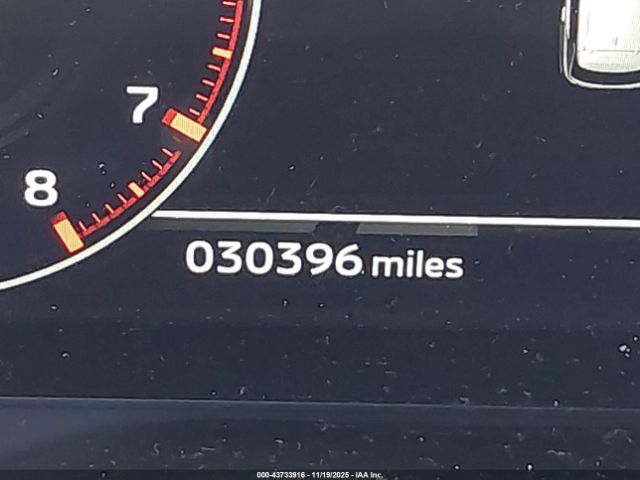 7
8
030396 miles
000-43733916 - 11/19/2025 - IAA Inc.